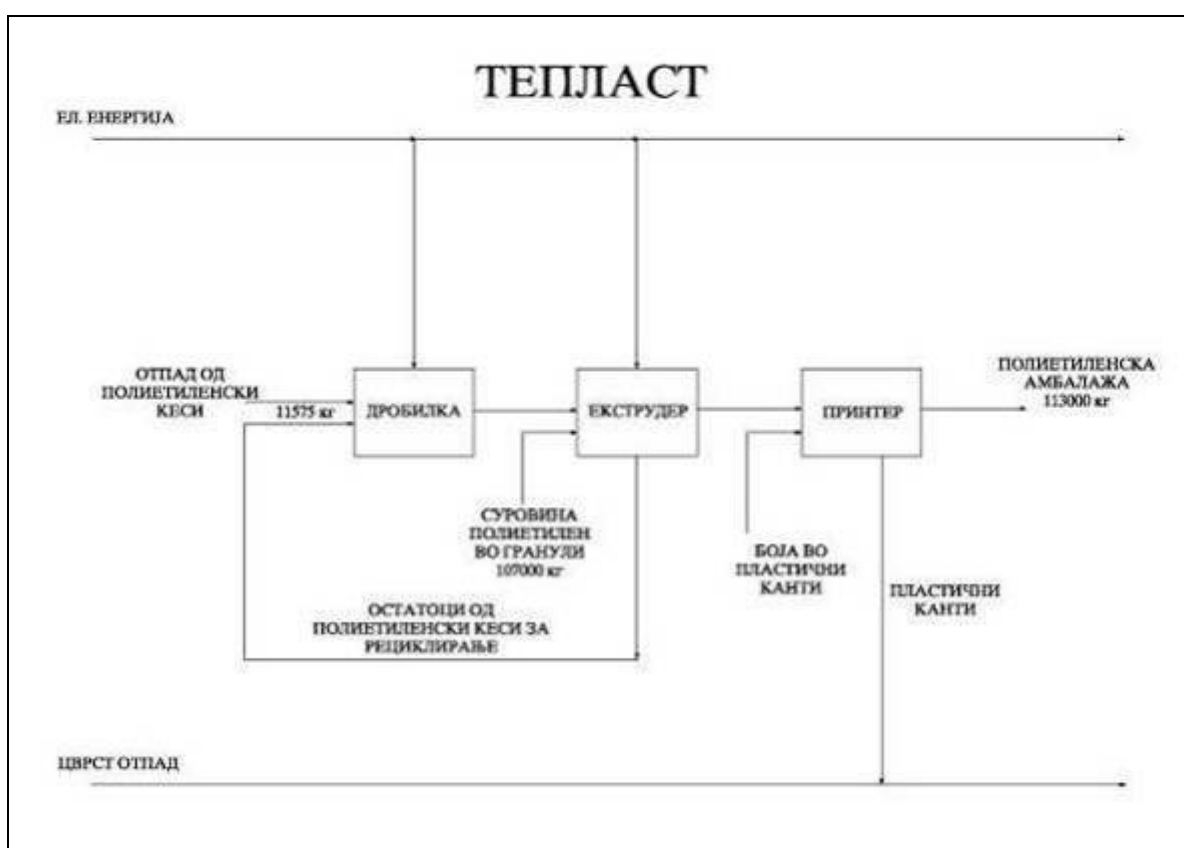 ТЕПЛАСТ
ЕЛ. ЕНЕРГИЈА
ОТПАД ОД
ПОЛИЕТИЛЕНСКИ
КЕСИ
11575 кг
ДРОБИЛКА
ЕКСТРУДЕР
ПРИНТЕР
ПОЛИЕТИЛЕНСКА
АМБАЛАЖА
113000 кг
СУРОВИНА
ПОЛИЕТИЛЕН
ВО ГРАНУЛИ
107000 кг
БОЈА ВО
ПЛАСТИЧНИ
КАНТИ
ПЛАСТИЧНИ
КАНТИ
ОСТАТОЦИ ОД
ПОЛИЕТИЛЕНСКИ КЕСИ ЗА
РЕЦИКЛИРАЊЕ
ЦВРСТ ОТПАД